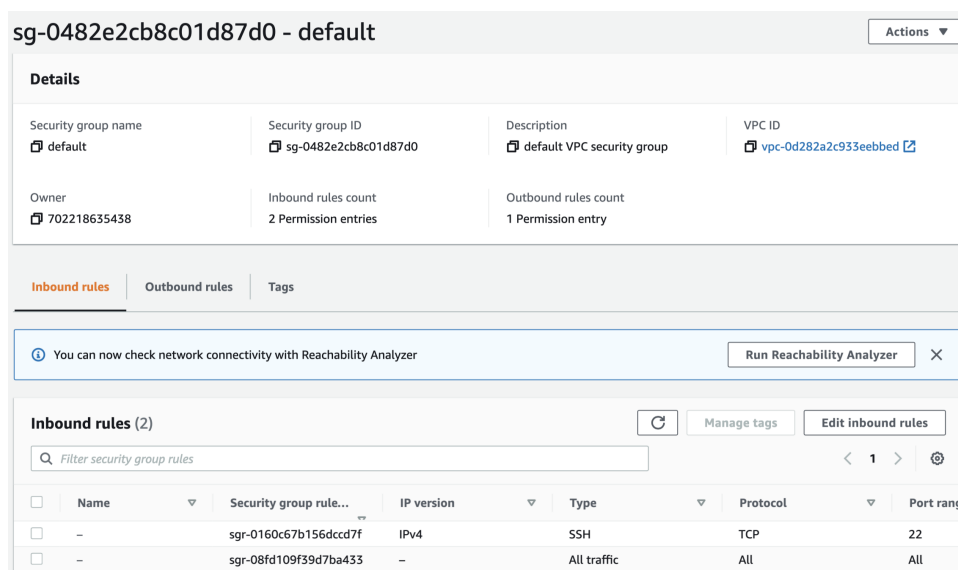 sg-0482e2cb8c01d87d0 - default
Actions
Details
Security group name
Security group ID
Description
VPC ID
default
sg-0482e2cb8c01d87d0
default VPC security group
vpc-0d282a2c933eebbed
Owner
Inbound rules count
Outbound rules count
702218635438
2 Permission entries
1 Permission entry
Inbound rules
Outbound rules
Tags
You can now check network connectivity with Reachability Analyzer
Run Reachability Analyzer
Inbound rules (2)
Manage tags
Edit inbound rules
Filter security group rules
1
Name
Security group rule...
IP version
Type
Protocol
Port rang
– sgr-0160c67b156dccd7f IPv4 SSH TCP 22
– sgr-08fd109f39d7ba433 – All traffic All All